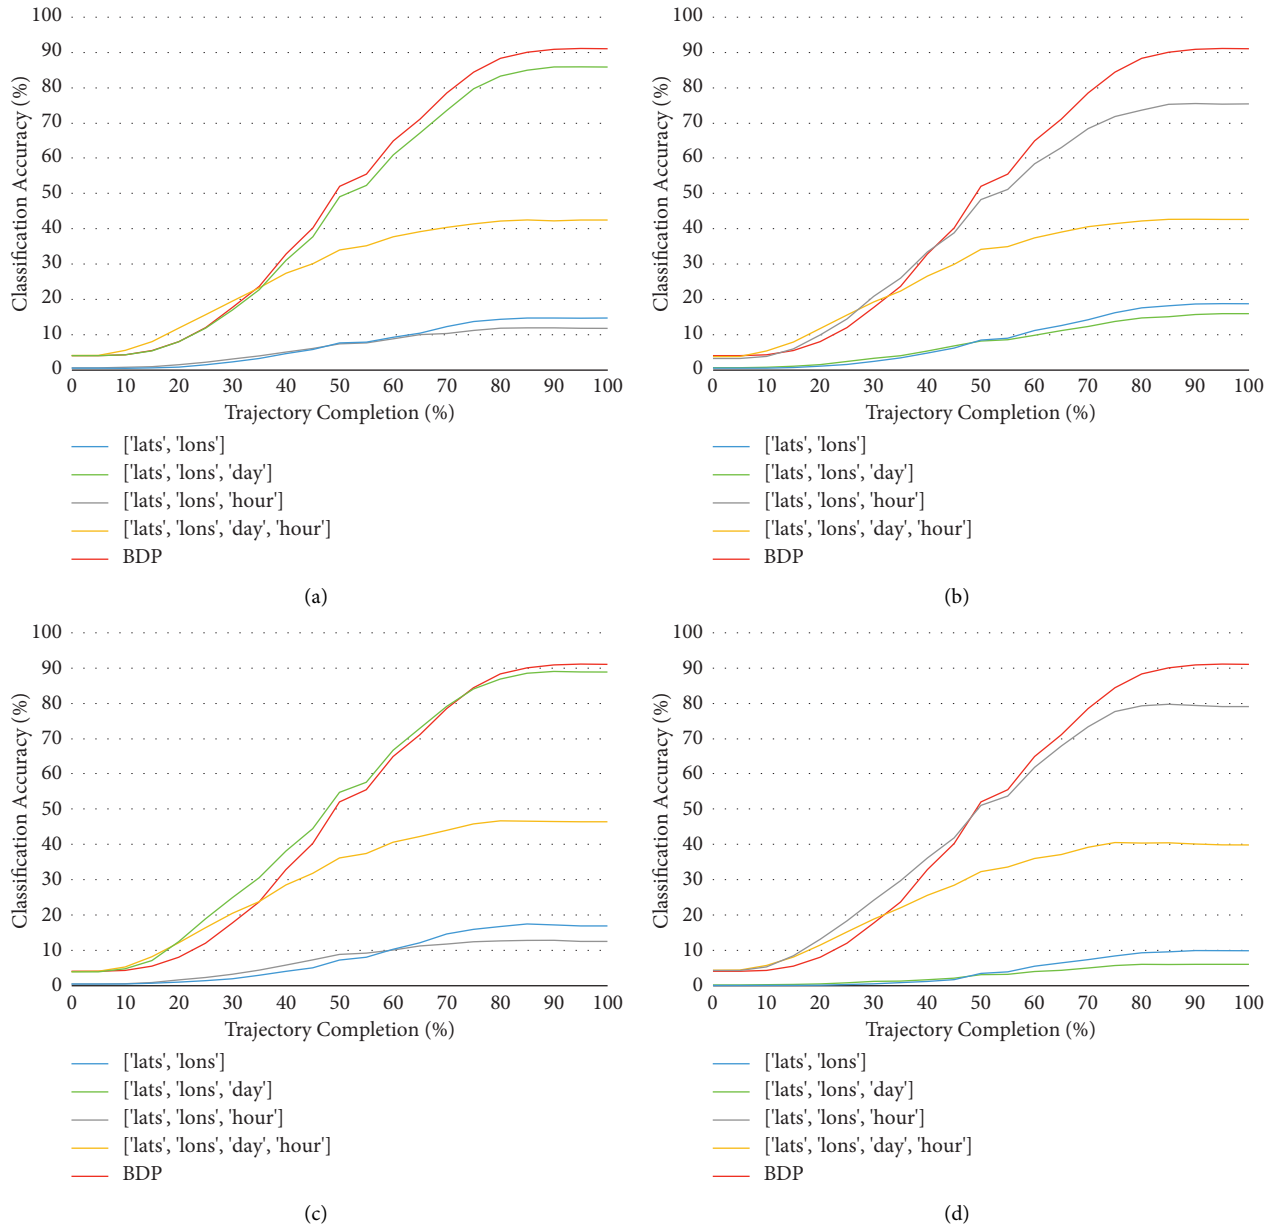 100
90
80
70
60
50
40
30
20
10
0
Classification Accuracy (%)
0 10 20 30 40 50 60 70 80 90 100
Trajectory Completion (%)
['lats', 'lons']
['lats', 'lons', 'day']
['lats', 'lons', 'hour']
['lats', 'lons', 'day', 'hour']
BDP
(a)
100
90
80
70
60
50
40
30
20
10
0
Classification Accuracy (%)
0 10 20 30 40 50 60 70 80 90 100
Trajectory Completion (%)
['lats', 'lons']
['lats', 'lons', 'day']
['lats', 'lons', 'hour']
['lats', 'lons', 'day', 'hour']
BDP
(b)
100
90
80
70
60
50
40
30
20
10
0
Classification Accuracy (%)
0 10 20 30 40 50 60 70 80 90 100
Trajectory Completion (%)
['lats', 'lons']
['lats', 'lons', 'day']
['lats', 'lons', 'hour']
['lats', 'lons', 'day', 'hour']
BDP
(c)
100
90
80
70
60
50
40
30
20
10
0
Classification Accuracy (%)
0 10 20 30 40 50 60 70 80 90 100
Trajectory Completion (%)
['lats', 'lons']
['lats', 'lons', 'day']
['lats', 'lons', 'hour']
['lats', 'lons', 'day', 'hour']
BDP
(d)